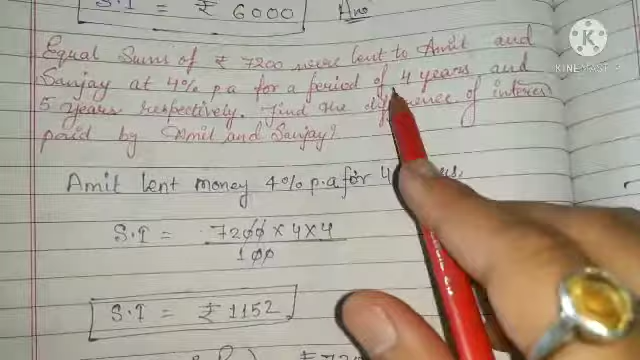 S.I = ₹ 6000 Ans
KINEMASTER
Equal Sums of ₹ 7200 were lent to Amit and
Sanjay at 4% p.a for a period of 4 years and
5 years respectively. Find the difference of interest
paid by Amit and Sanjay?
Amit lent money 4% p.a for 4
S.I = 7200 x 4 x 4
100
S.I = ₹ 1152